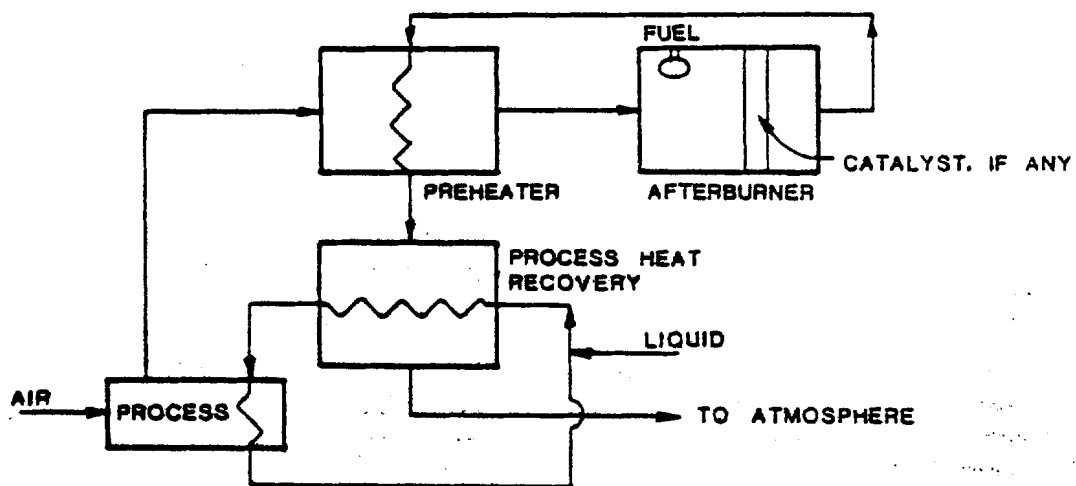 FUEL
CATALYST. IF ANY
PREHEATER
AFTERBURNER
PROCESS HEAT
RECOVERY
LIQUID
AIR
PROCESS
TO ATMOSPHERE